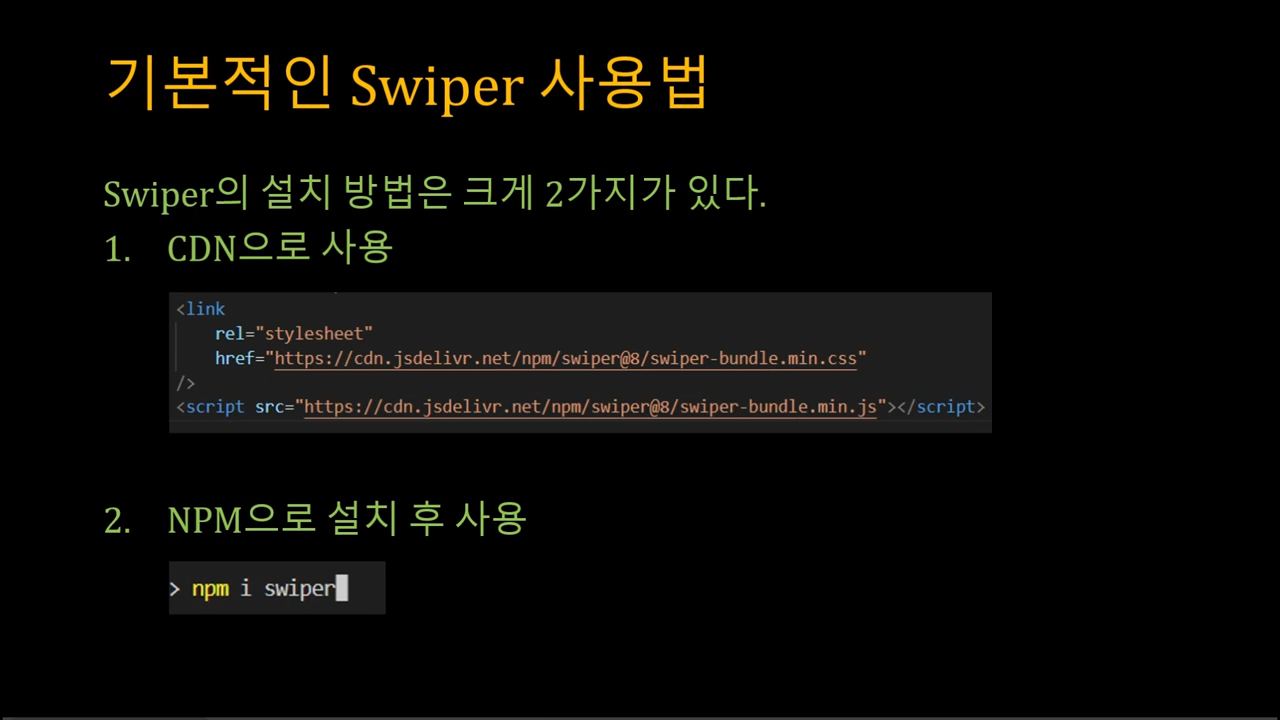 기본적인 Swiper 사용법
Swiper의 설치 방법은 크게 2가지가 있다.
1. CDN으로 사용
<link
rel="stylesheet"
href="https://cdn.jsdelivr.net/npm/swiper@8/swiper-bundle.min.css"
/>
<script src="https://cdn.jsdelivr.net/npm/swiper@8/swiper-bundle.min.js"></script>
2. NPM으로 설치 후 사용
> npm i swiper